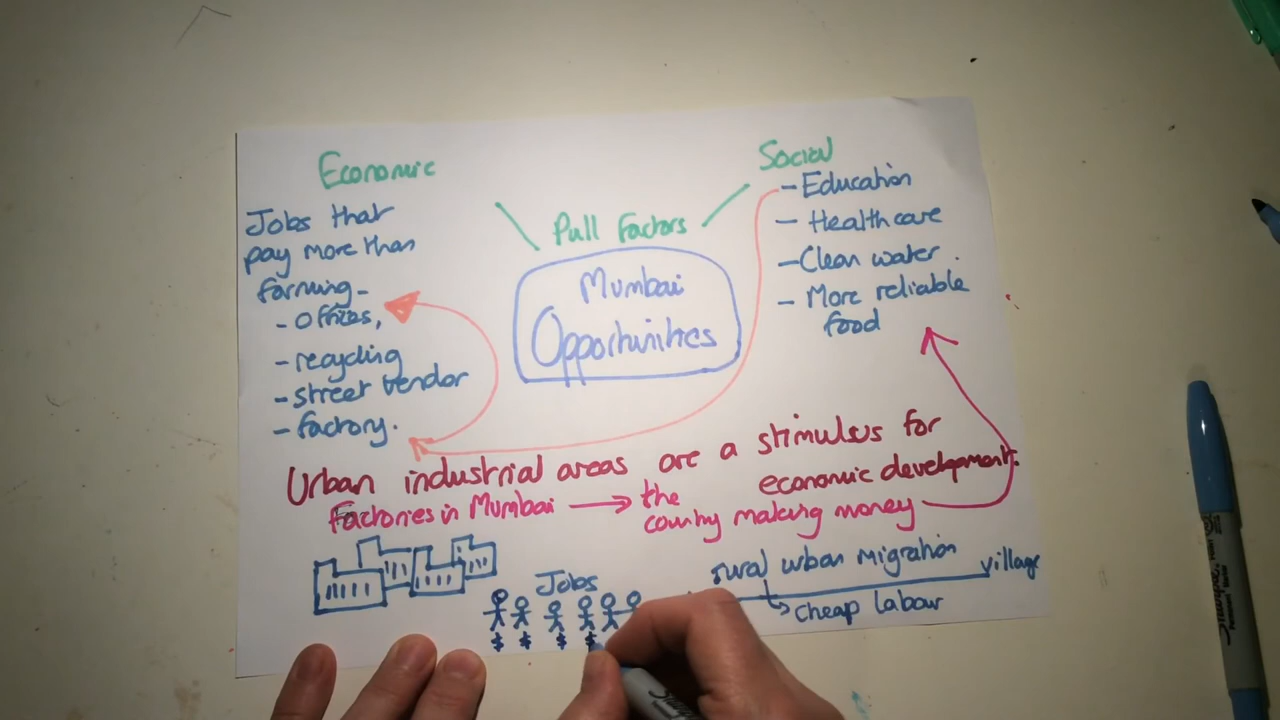 Economic
Jobs that
pay more than
farming -
- offices,
- recycling
- street vendor
- factory.
Pull Factors
Mumbai
Opportunities
Social
- Education
- Healthcare
- Clean water.
- More reliable
food
Urban industrial areas are a stimulus for
economic development.
Factories in Mumbai → the
country making money
Jobs
$ $ $ $
rural urban migration
village
cheap labour
Sharpie